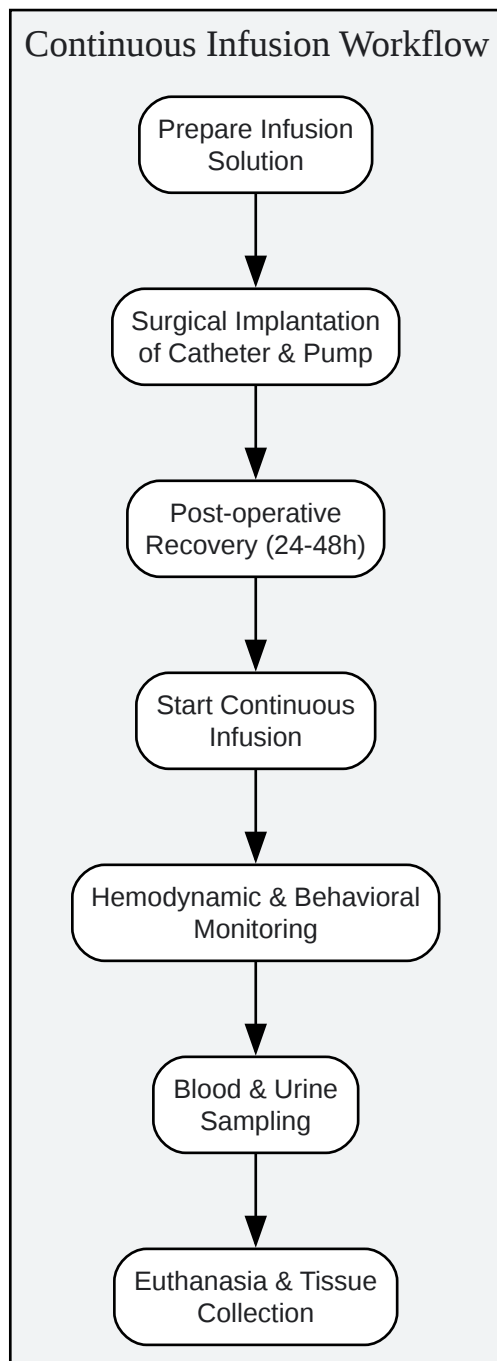 Continuous Infusion Workflow
Prepare Infusion
Solution
Surgical Implantation
of Catheter & Pump
Post-operative
Recovery (24-48h)
Start Continuous
Infusion
Hemodynamic & Behavioral
Monitoring
Blood & Urine
Sampling
Euthanasia & Tissue
Collection